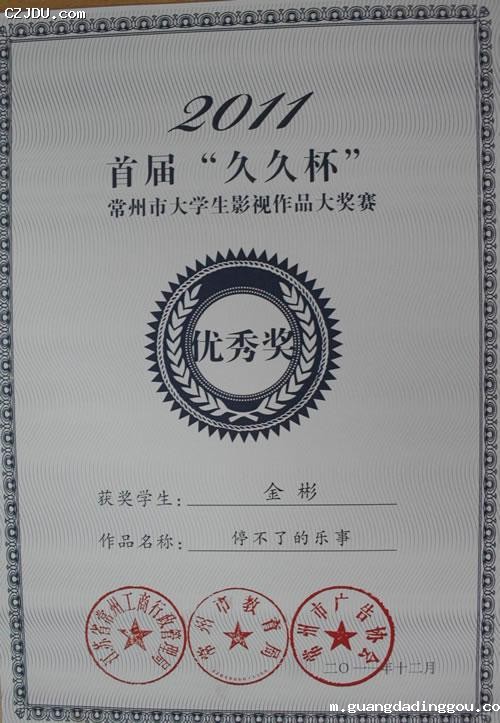 CZJDU.com
2011
首届“久久杯”
常州市大学生影视作品大奖赛
优秀奖
获奖学生： 金 彬
作品名称： 停不了的乐事
江苏省常州工商行政管理局
常州市教育局
常州市广告协会
二〇一一年十二月
m.guangdadinggou.co